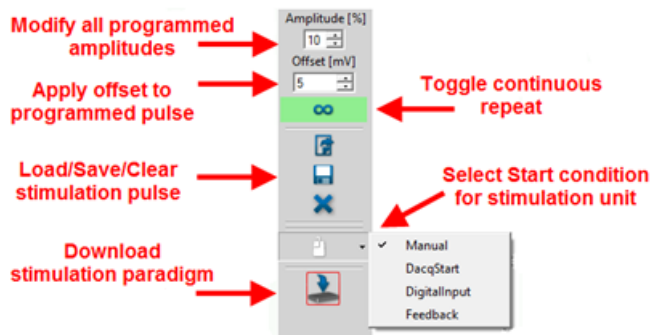 Modify all programmed
amplitudes
Amplitude [%]
10
Offset [mV]
5
Apply offset to
programmed pulse
Toggle continuous
repeat
∞
Load/Save/Clear
stimulation pulse
Select Start condition
for stimulation unit
✓ Manual
DacqStart
DigitalInput
Feedback
Download
stimulation paradigm